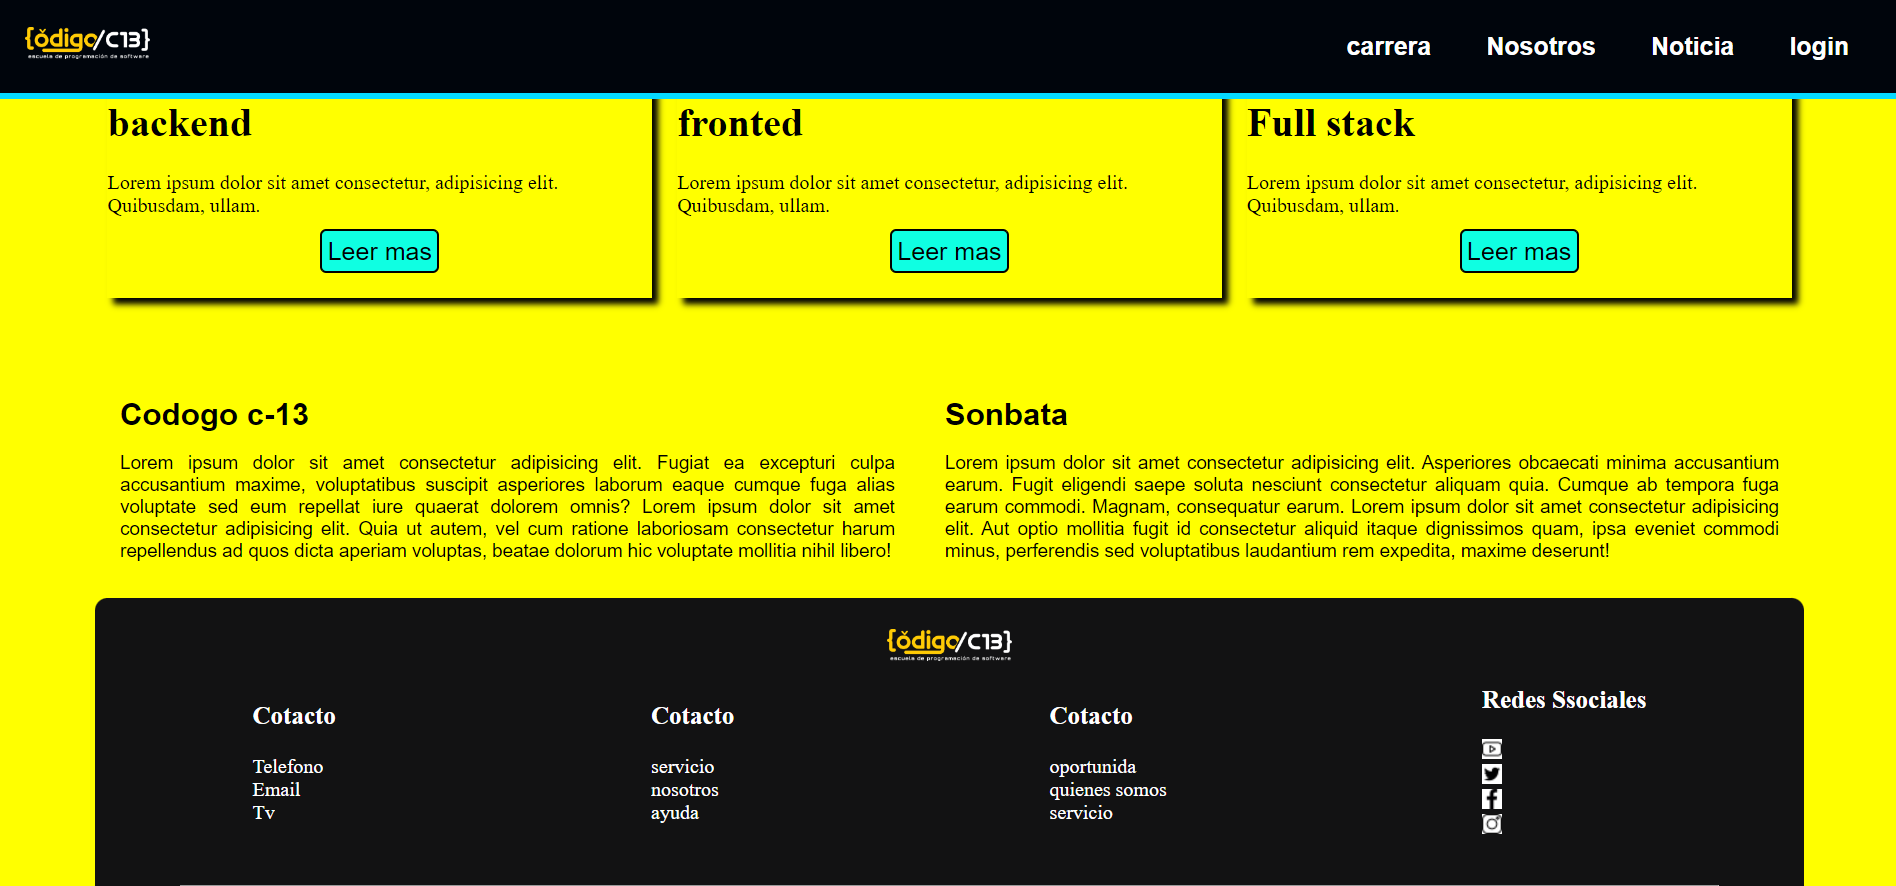 {ǒdigo/C13}
escuela de programación de software
carrera Nosotros Noticia login
backend
Lorem ipsum dolor sit amet consectetur, adipisicing elit.
Quibusdam, ullam.
Leer mas
fronted
Lorem ipsum dolor sit amet consectetur, adipisicing elit.
Quibusdam, ullam.
Leer mas
Full stack
Lorem ipsum dolor sit amet consectetur, adipisicing elit.
Quibusdam, ullam.
Leer mas
Codogo c-13
Lorem ipsum dolor sit amet consectetur adipisicing elit. Fugiat ea excepturi culpa
accusantium maxime, voluptatibus suscipit asperiores laborum eaque cumque fuga alias
voluptate sed eum repellat iure quaerat dolorem omnis? Lorem ipsum dolor sit amet
consectetur adipisicing elit. Quia ut autem, vel cum ratione laboriosam consectetur harum
repellendus ad quos dicta aperiam voluptas, beatae dolorum hic voluptate mollitia nihil libero!
Sonbata
Lorem ipsum dolor sit amet consectetur adipisicing elit. Asperiores obcaecati minima accusantium
earum. Fugit eligendi saepe soluta nesciunt consectetur aliquam quia. Cumque ab tempora fuga
earum commodi. Magnam, consequatur earum. Lorem ipsum dolor sit amet consectetur adipisicing
elit. Aut optio mollitia fugit id consectetur aliquid itaque dignissimos quam, ipsa eveniet commodi
minus, perferendis sed voluptatibus laudantium rem expedita, maxime deserunt!
{ǒdigo/C13}
escuela de programación de software
Cotacto
Telefono
Email
Tv
Cotacto
servicio
nosotros
ayuda
Cotacto
oportunida
quienes somos
servicio
Redes Ssociales